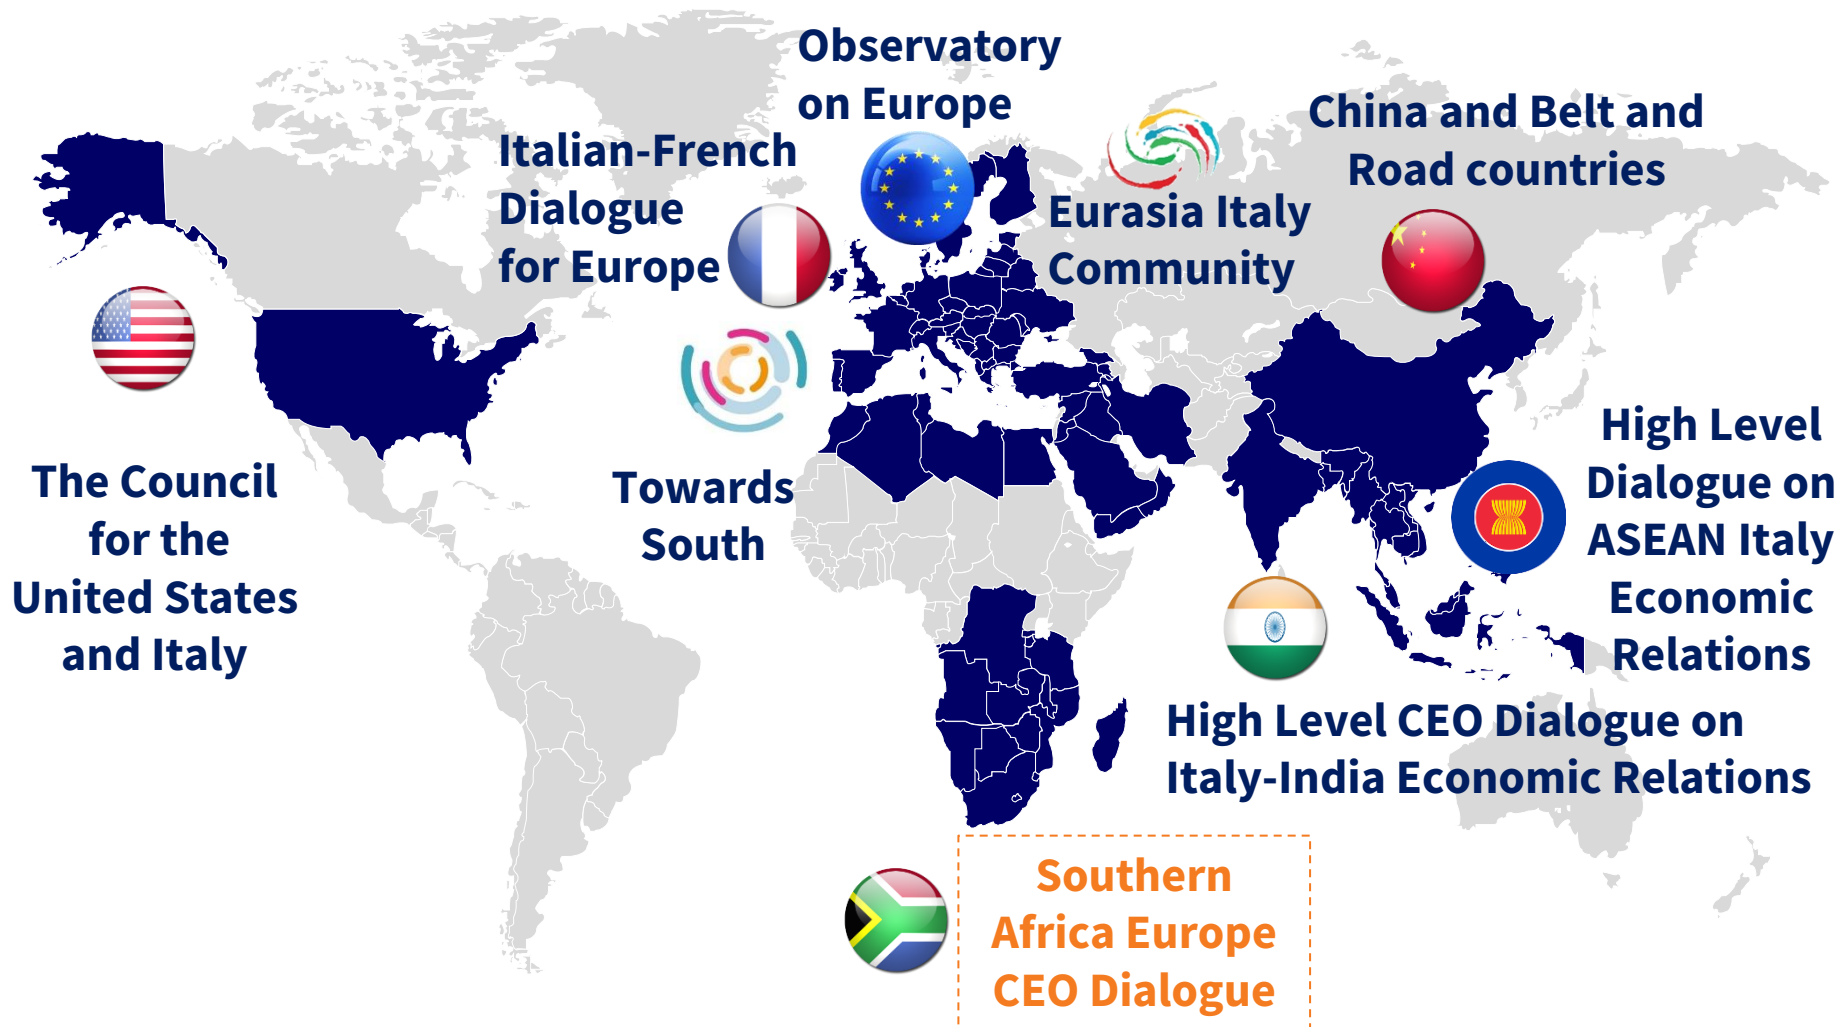 Observatory
on Europe
Italian-French
Dialogue
for Europe
Eurasia Italy
Community
China and Belt and
Road countries
The Council
for the
United States
and Italy
Towards
South
High Level
Dialogue on
ASEAN Italy
Economic
Relations
High Level CEO Dialogue on
Italy-India Economic Relations
Southern
Africa Europe
CEO Dialogue